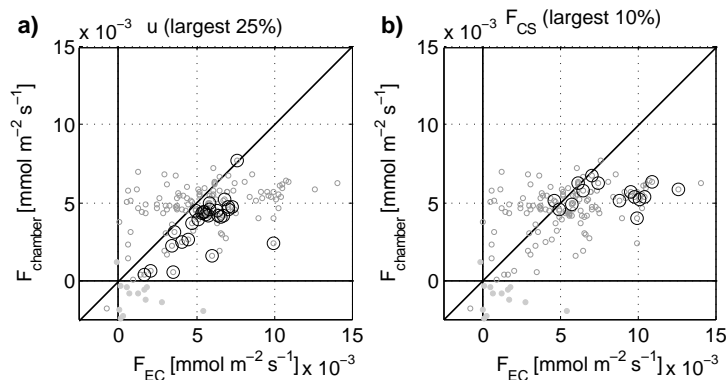 a) u (largest 25%)
x 10⁻³
15
10
5
0
0 5 10 15
x 10⁻³
F_chamber [mmol m⁻² s⁻¹]
F_EC [mmol m⁻² s⁻¹]
b) F_CS (largest 10%)
x 10⁻³
15
10
5
0
0 5 10 15
x 10⁻³
F_chamber [mmol m⁻² s⁻¹]
F_EC [mmol m⁻² s⁻¹]